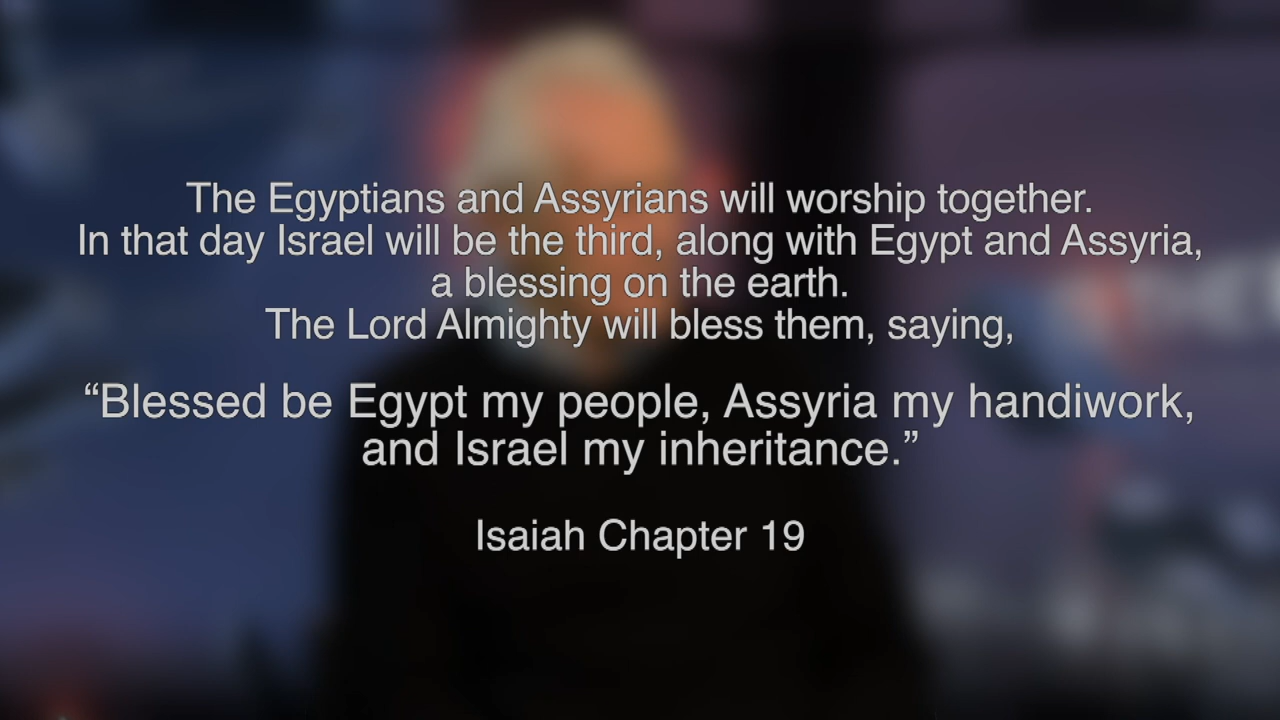 The Egyptians and Assyrians will worship together.
In that day Israel will be the third, along with Egypt and Assyria,
a blessing on the earth.
The Lord Almighty will bless them, saying,
“Blessed be Egypt my people, Assyria my handiwork,
and Israel my inheritance.”
Isaiah Chapter 19